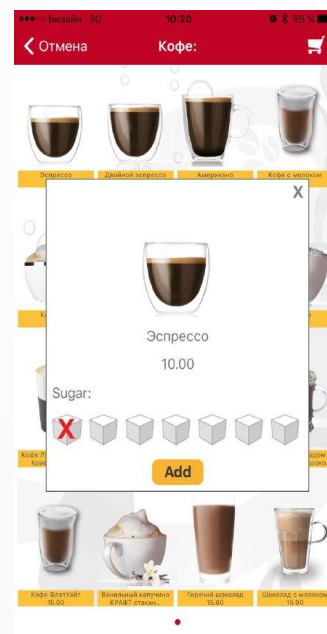 Билайн 3G 10:20 85 %
Отмена Кофе:
Эспрессо Двойной эспрессо Американо Кофе с молоком
X
Эспрессо
10.00
Sugar:
X
Add
Кофе ФлатУайт Ванильный капучино Горячий шоколад Шоколад с молоком
15.00 КРАФТ стакан... 15.00 15.00